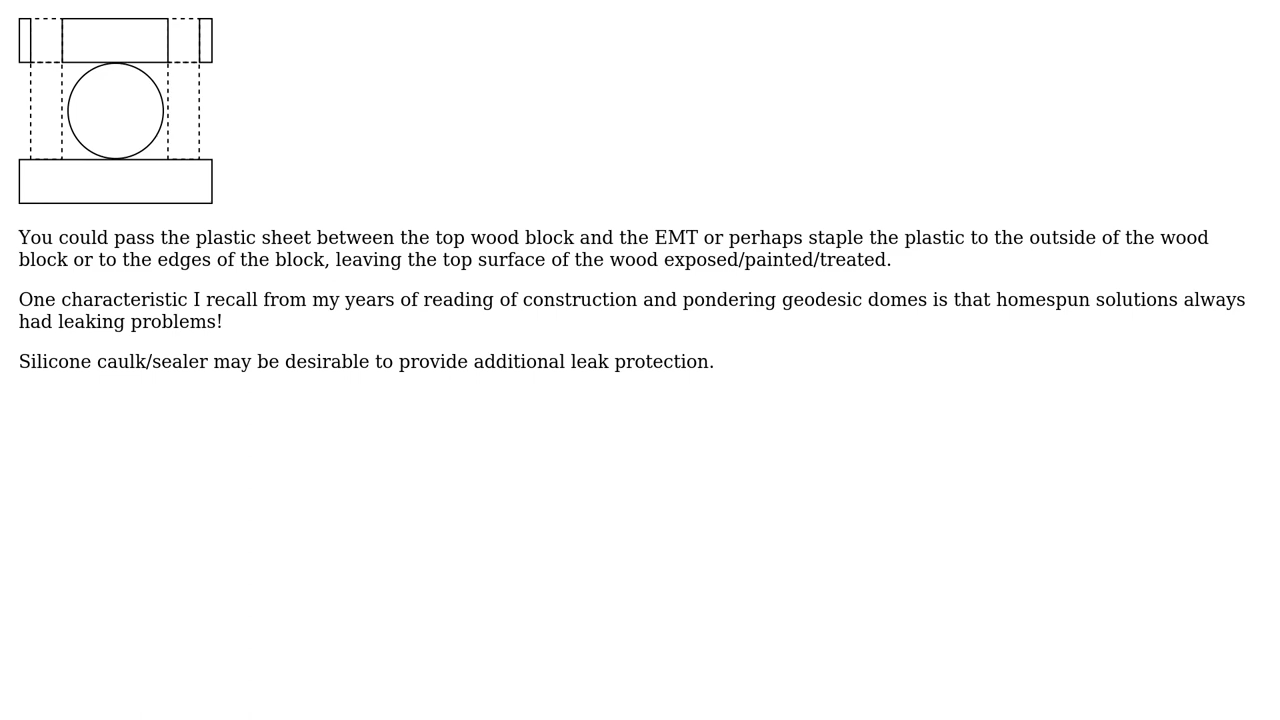 You could pass the plastic sheet between the top wood block and the EMT or perhaps staple the plastic to the outside of the wood
block or to the edges of the block, leaving the top surface of the wood exposed/painted/treated.
One characteristic I recall from my years of reading of construction and pondering geodesic domes is that homespun solutions always
had leaking problems!
Silicone caulk/sealer may be desirable to provide additional leak protection.